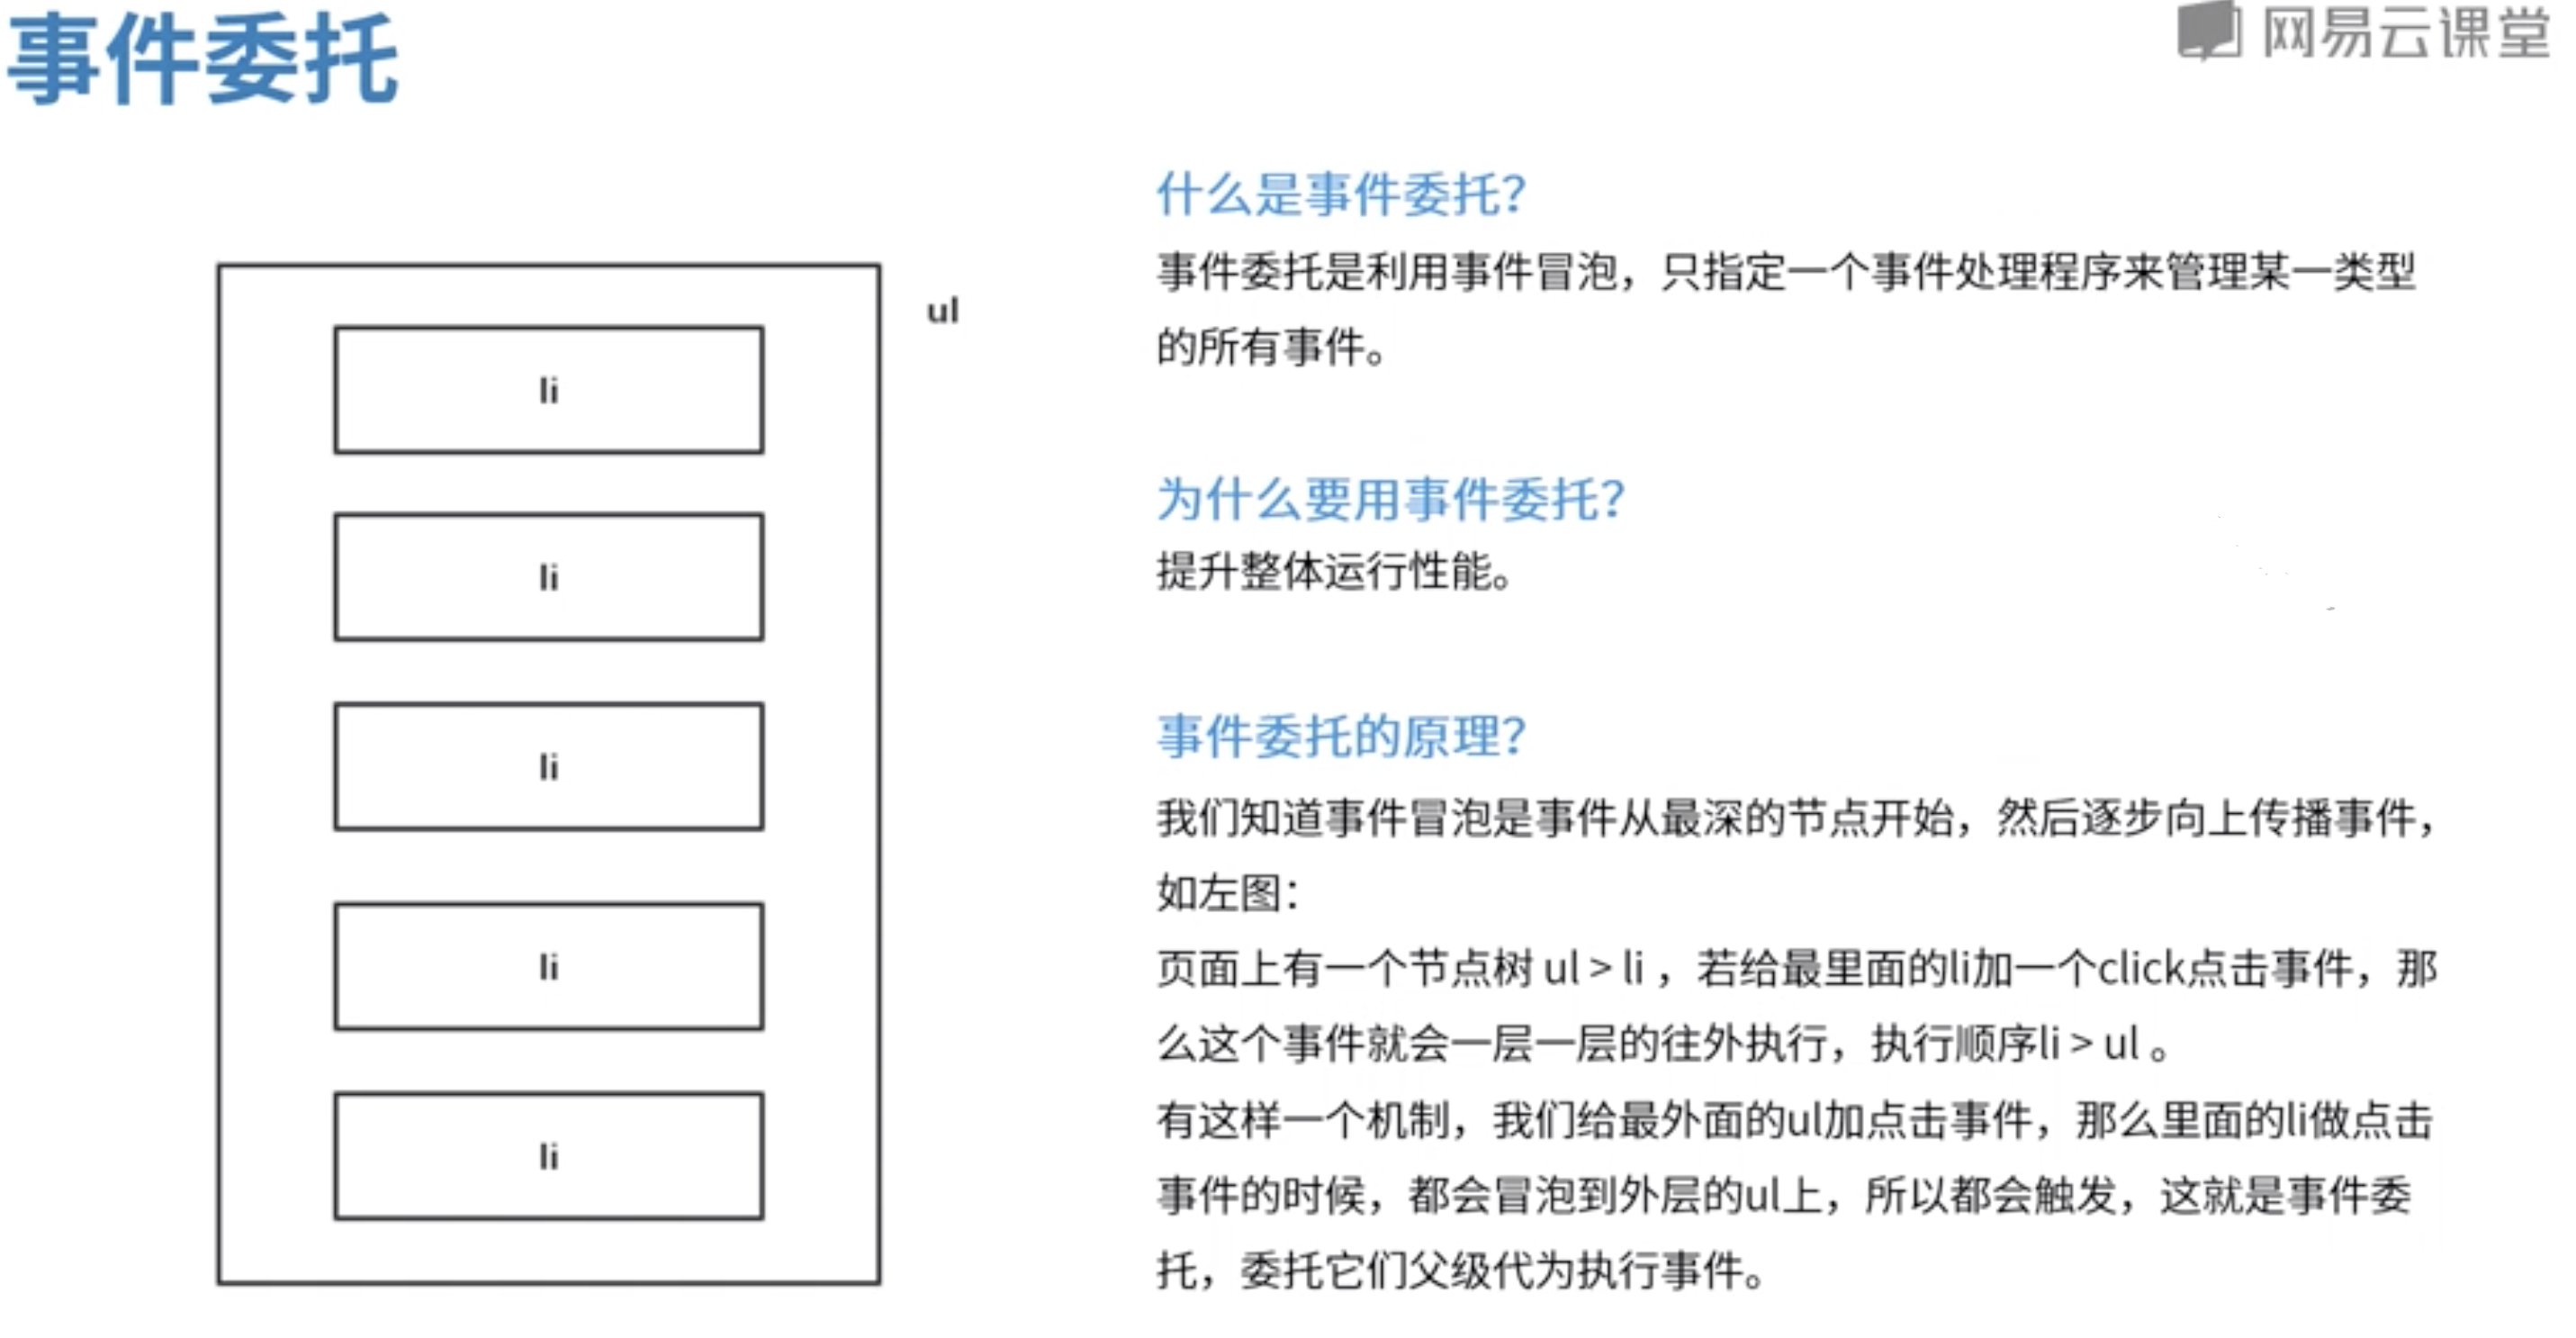 事件委托
网易云课堂
ul
li
li
li
li
li
什么是事件委托？
事件委托是利用事件冒泡，只指定一个事件处理程序来管理某一类型
的所有事件。
为什么要用事件委托？
提升整体运行性能。
事件委托的原理？
我们知道事件冒泡是事件从最深的节点开始，然后逐步向上传播事件，
如左图：
页面上有一个节点树 ul > li ，若给最里面的li加一个click点击事件，那
么这个事件就会一层一层的往外执行，执行顺序li > ul 。
有这样一个机制，我们给最外面的ul加点击事件，那么里面的li做点击
事件的时候，都会冒泡到外层的ul上，所以都会触发，这就是事件委
托，委托它们父级代为执行事件。